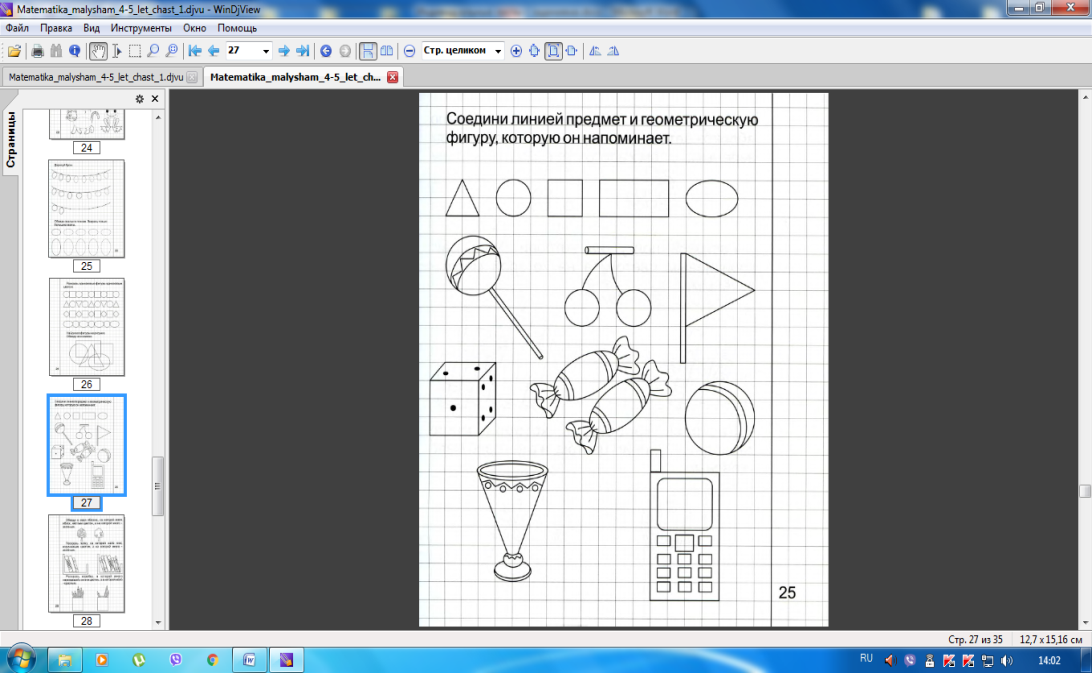 Matematika_malysham_4-5_let_chast_1.djvu - WinDjView
Файл Правка Вид Инструменты Окно Помощь
27 Стр. целиком
Matematika_malysham_4-5_let_chast_1.djvu Matematika_malysham_4-5_let_ch...
Страницы
24
25
26
27
28
Соедини линией предмет и геометрическую
фигуру, которую он напоминает.
25
Стр. 27 из 35 12,7 x 15,16 см
RU 14:02